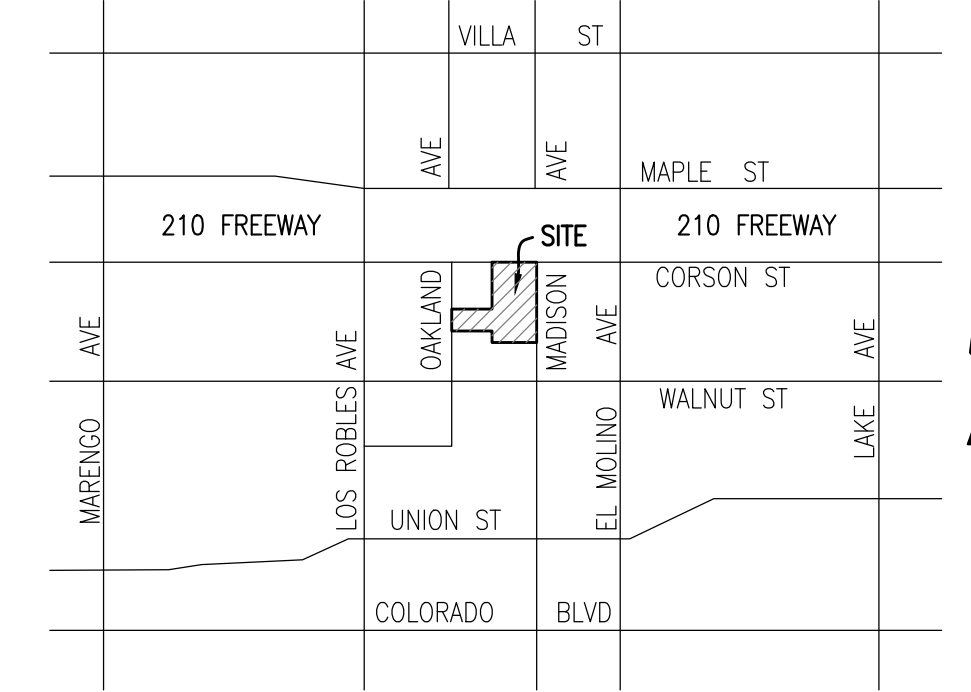 VILLA ST
AVE
AVE
MAPLE ST
210 FREEWAY
210 FREEWAY
SITE
CORSON ST
OAKLAND
MADISON
MARENGO AVE
LOS ROBLES AVE
EL MOLINO AVE
LAKE AVE
WALNUT ST
UNION ST
COLORADO BLVD